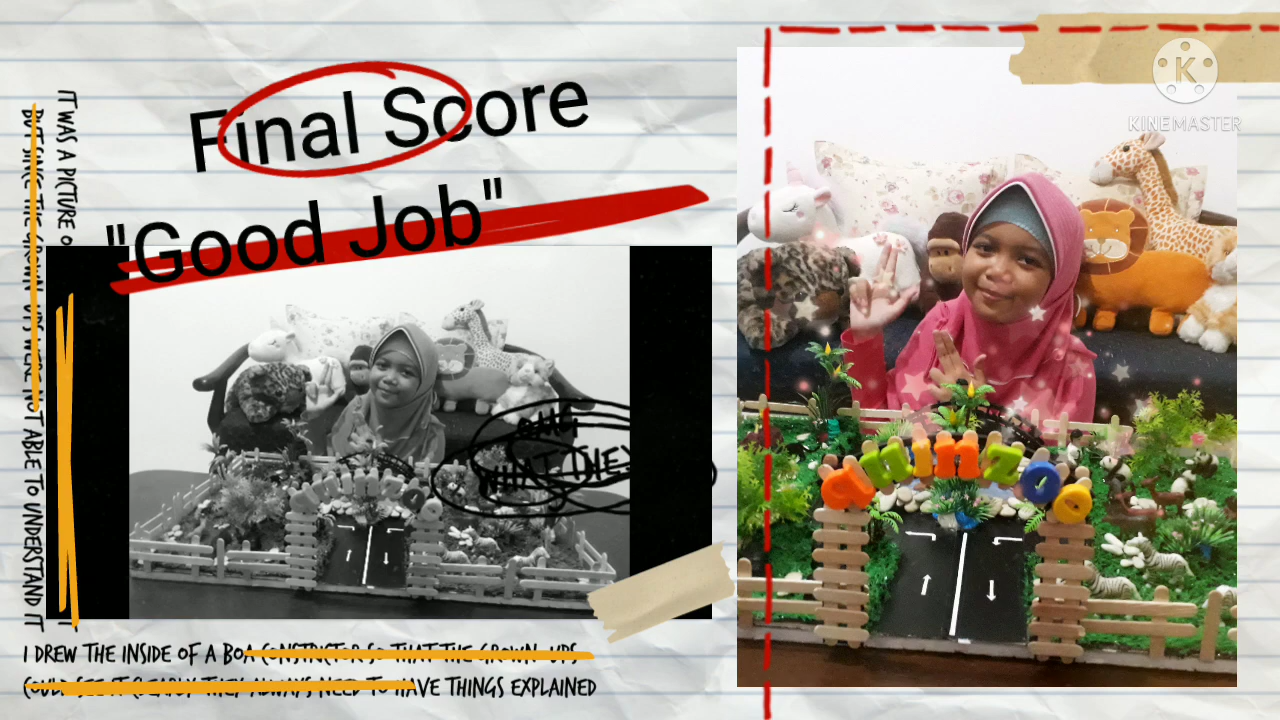 Final Score
"Good Job"
IT WAS A PICTURE O
BUT SINCE THE GROWN-UPS WERE NOT ABLE TO UNDERSTAND IT
OMG
WHAT THEY
I DREW THE INSIDE OF A BOA CONSTRICTOR SO THAT THE GROWN-UPS
COULD SEE IT CLEARLY THEY ALWAYS NEED TO HAVE THINGS EXPLAINED
KINEMASTER
K
auninzoo